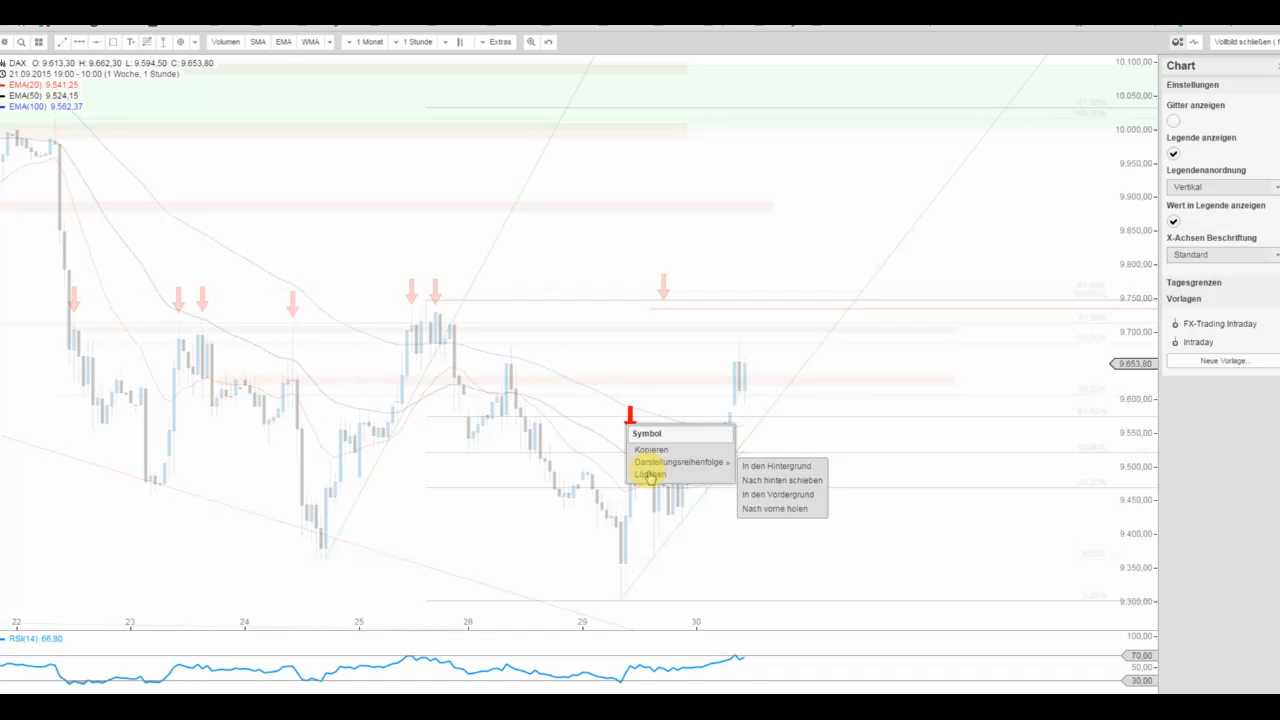 Volumen SMA EMA WMA 1 Monat 1 Stunde Extras Vollbild schließen (
DAX O: 9.613,30 H: 9.662,30 L: 9.594,50 C: 9.653,80
21.09.2015 19:00 - 10:00 (1 Woche, 1 Stunde)
EMA(20) 9.541,25
EMA(50) 9.524,15
EMA(100) 9.562,37
10.100,00
10.050,00
10.000,00
9.950,00
9.900,00
9.850,00
9.800,00
9.750,00
9.700,00
9.653,80
9.600,00
9.550,00
9.500,00
9.450,00
9.400,00
9.350,00
9.300,00
Symbol
Kopieren
Darstellungsreihenfolge »
Löschen
In den Hintergrund
Nach hinten schieben
In den Vordergrund
Nach vorne holen
22 23 24 25 28 29 30
RSI(14) 66,80
100,00
70,00
50,00
30,00
Chart
Einstellungen
Gitter anzeigen
Legende anzeigen
Legendenanordnung
Vertikal
Wert in Legende anzeigen
X-Achsen Beschriftung
Standard
Tagesgrenzen
Vorlagen
FX-Trading Intraday
Intraday
Neue Vorlage...